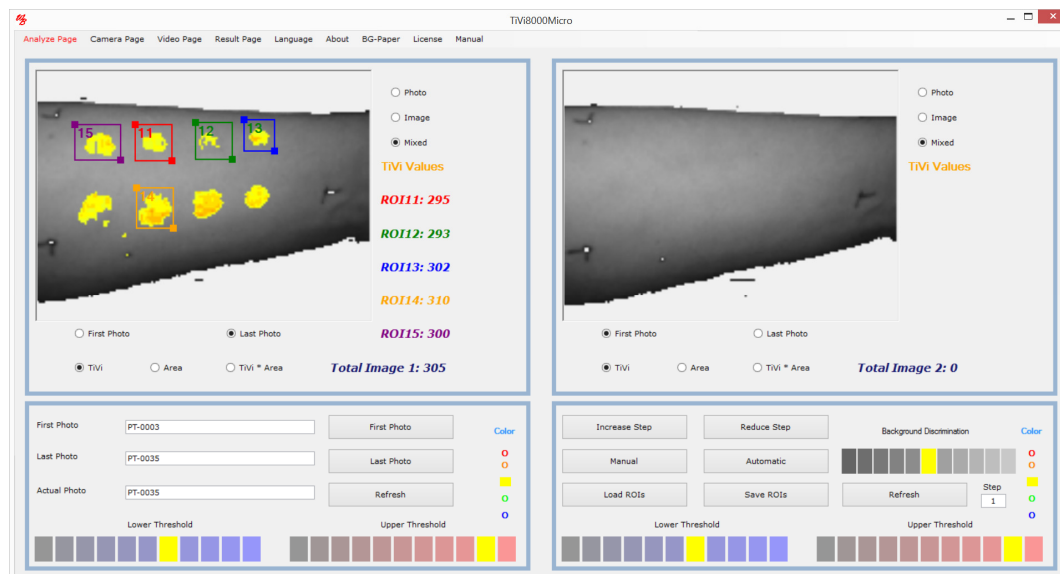 TiVi8000Micro
Analyze Page Camera Page Video Page Result Page Language About BG-Paper License Manual
15 11 12 13
14
Photo
Image
Mixed
TiVi Values
ROI11: 295
ROI12: 293
ROI13: 302
ROI14: 310
ROI15: 300
First Photo Last Photo
TiVi Area TiVi * Area Total Image 1: 305
Photo
Image
Mixed
TiVi Values
First Photo Last Photo
TiVi Area TiVi * Area Total Image 2: 0
First Photo PT-0003 First Photo Color
Last Photo PT-0035 Last Photo
Actual Photo PT-0035 Refresh
Lower Threshold Upper Threshold
Increase Step Reduce Step Background Discrimination Color
Manual Automatic
Load ROIs Save ROIs Refresh Step
1
Lower Threshold Upper Threshold